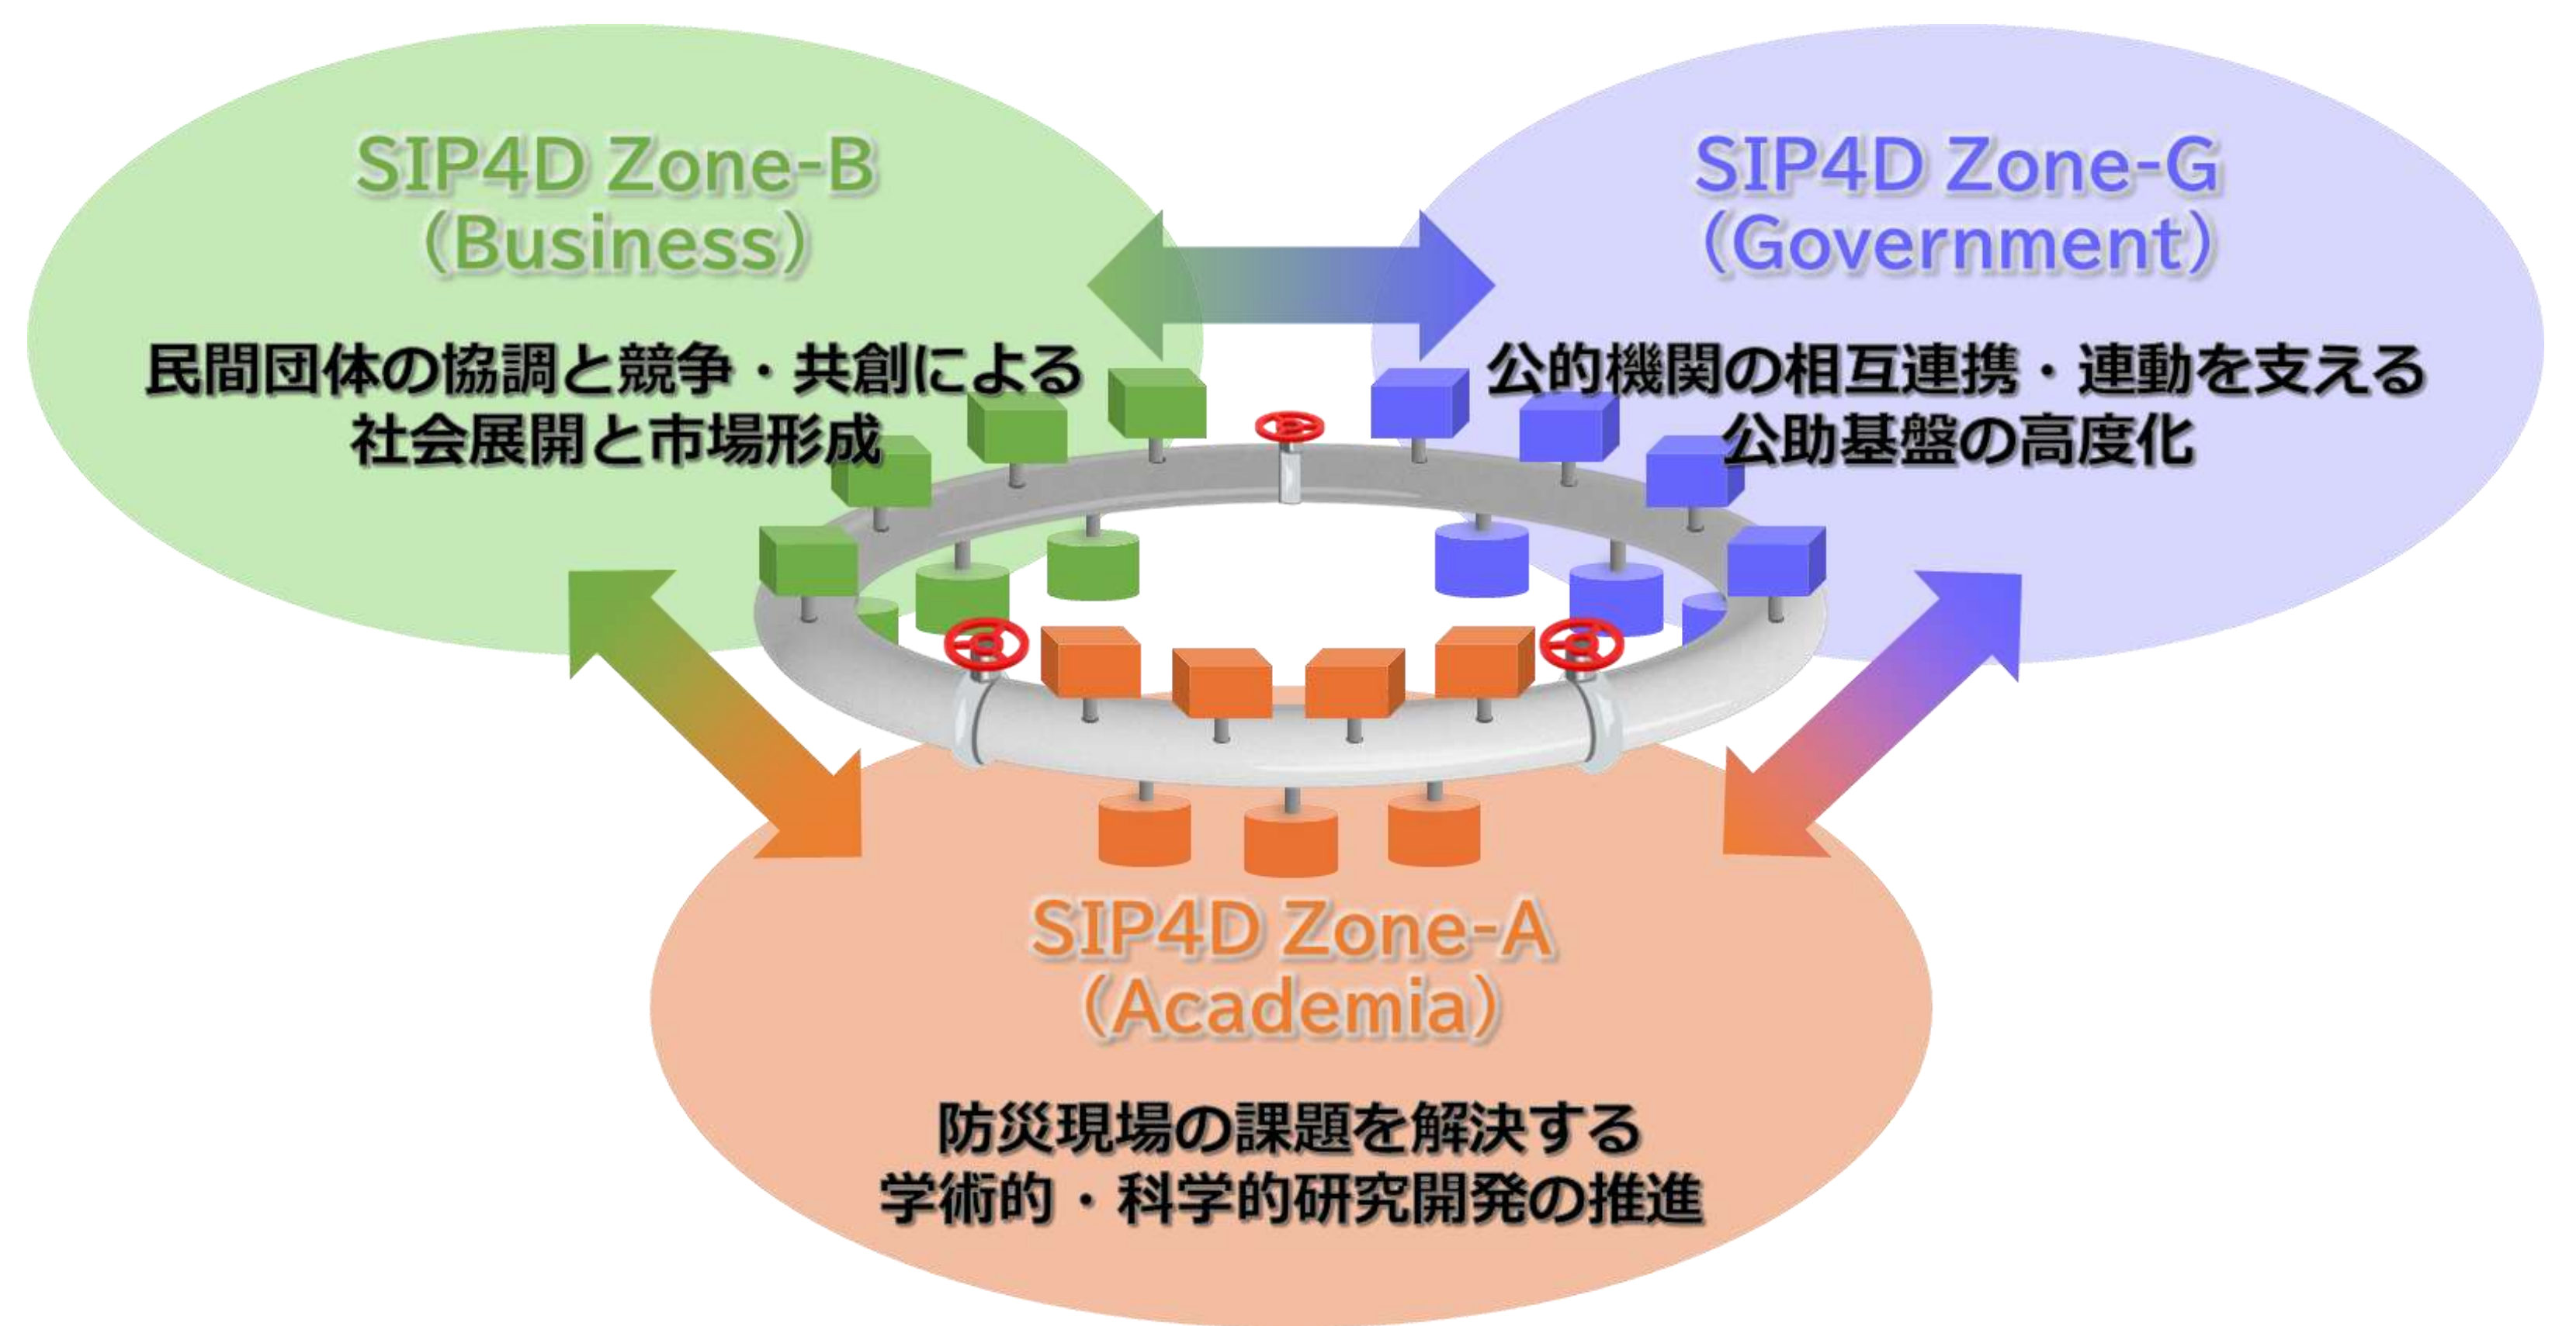 SIP4D Zone-B
（Business）
民間団体の協調と競争・共創による
社会展開と市場形成
SIP4D Zone-G
（Government）
公的機関の相互連携・連動を支える
公助基盤の高度化
SIP4D Zone-A
（Academia）
防災現場の課題を解決する
学術的・科学的研究開発の推進